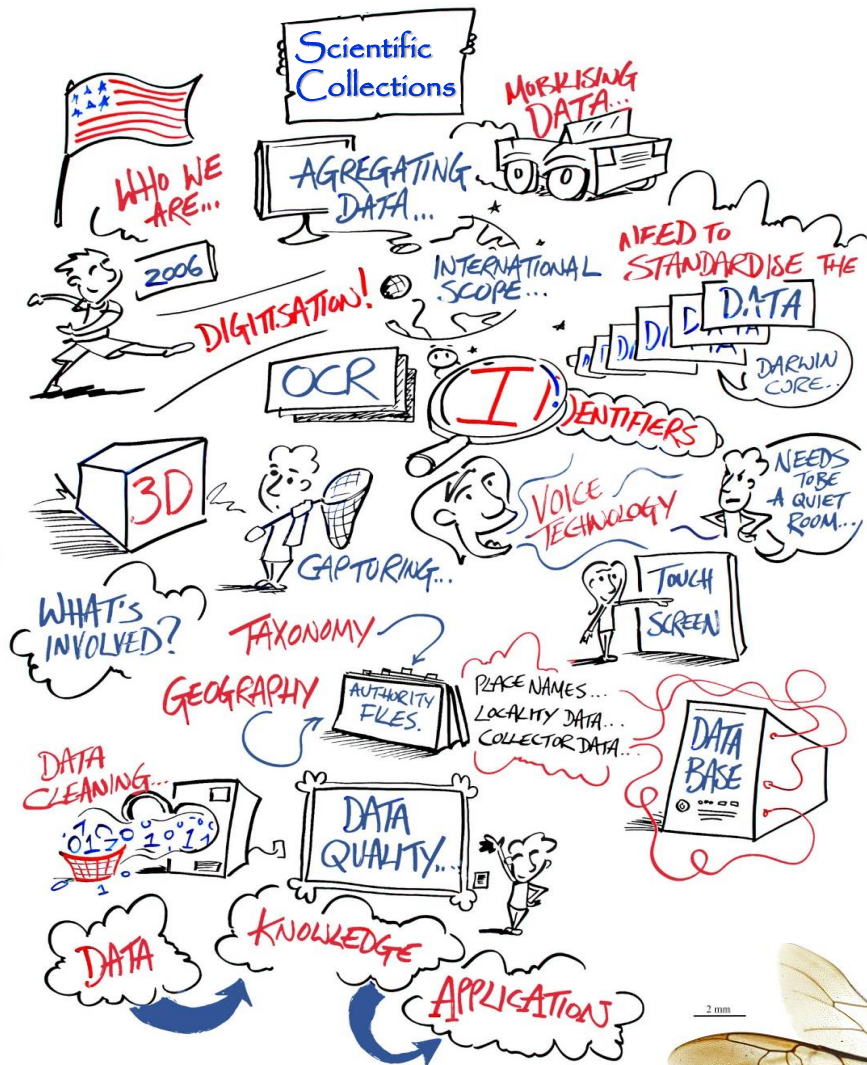 Scientific
Collections
MOBILISING
DATA...
WHO WE
ARE...
AGREGATING
DATA...
2006
DIGITISATION!
INTERNATIONAL
SCOPE...
NEED TO
STANDARDISE THE
DATA
DARWIN
CORE...
OCR
IDENTIFIERS
3D
CAPTURING...
VOICE
TECHNOLOGY
NEEDS
TO BE
A QUIET
ROOM...
WHAT'S
INVOLVED?
TOUCH
SCREEN
TAXONOMY
GEOGRAPHY
AUTHORITY
FILES.
PLACE NAMES...
LOCALITY DATA...
COLLECTOR DATA...
DATA
BASE
DATA
CLEANING...
DATA
QUALITY...
DATA
KNOWLEDGE
APPLICATION
2 mm